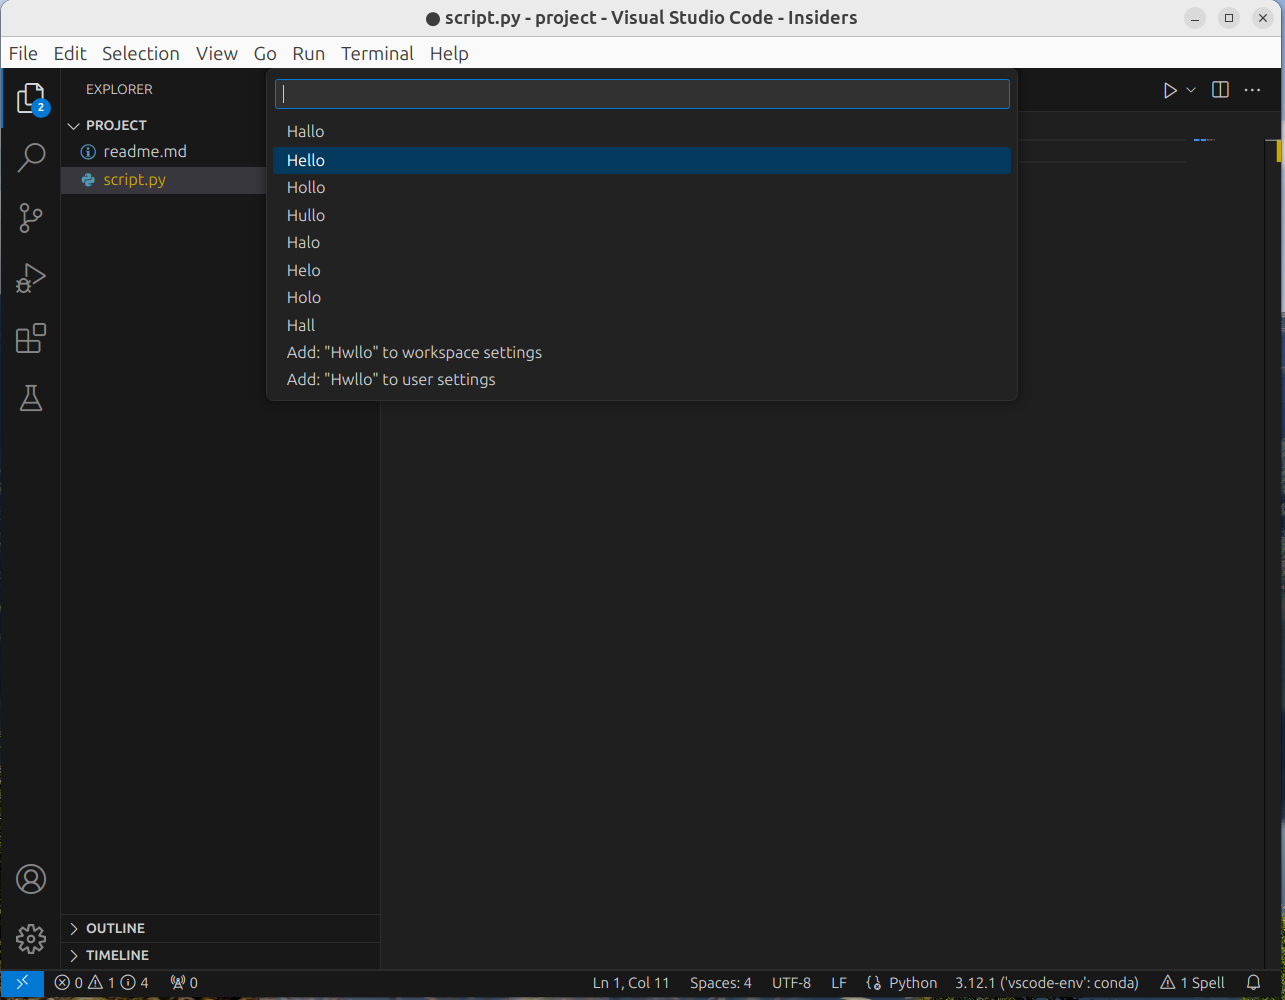 script.py - project - Visual Studio Code - Insiders
File Edit Selection View Go Run Terminal Help
EXPLORER
PROJECT
readme.md
script.py
Hallo
Hello
Hollo
Hullo
Halo
Helo
Holo
Hall
Add: "Hwllo" to workspace settings
Add: "Hwllo" to user settings
2
OUTLINE
TIMELINE
0 1 4 0 Ln 1, Col 11 Spaces: 4 UTF-8 LF Python 3.12.1 ('vscode-env': conda) 1 Spell